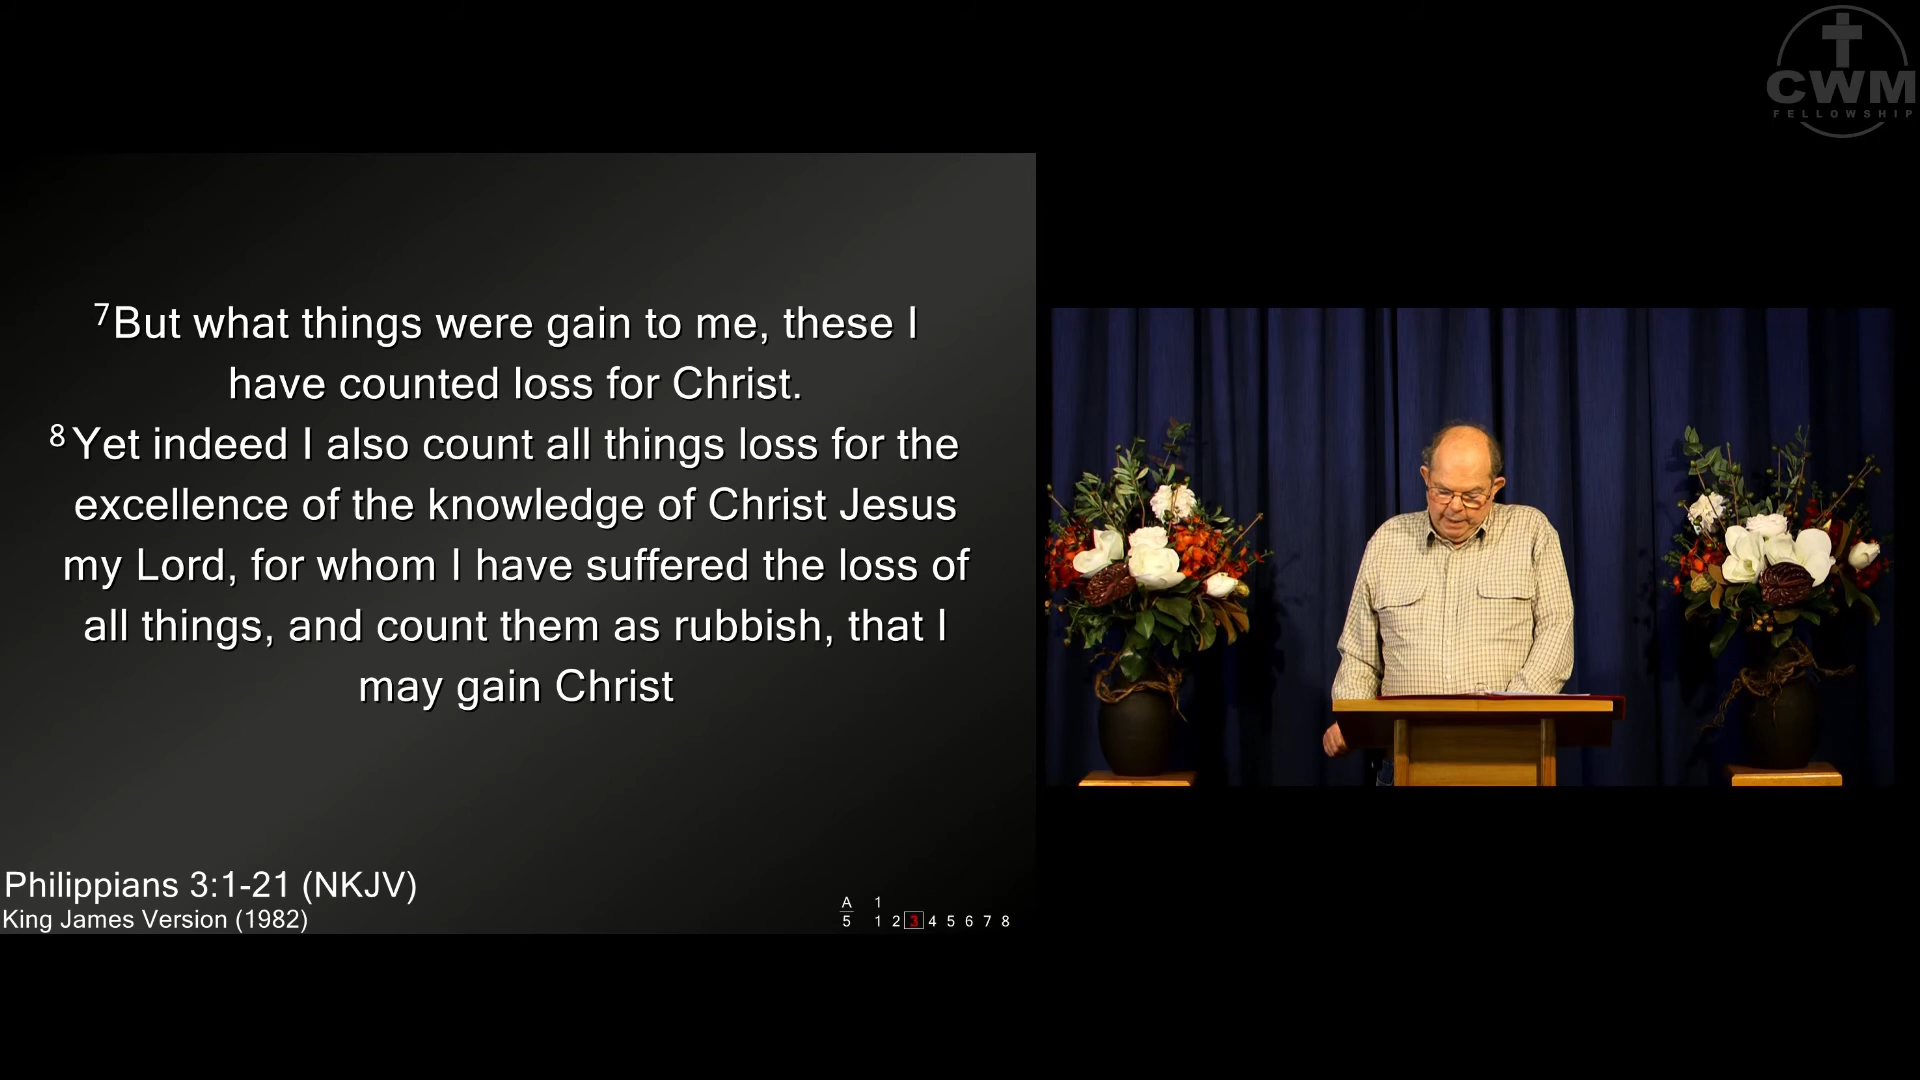 CWM
FELLOWSHIP
7But what things were gain to me, these I
have counted loss for Christ.
8Yet indeed I also count all things loss for the
excellence of the knowledge of Christ Jesus
my Lord, for whom I have suffered the loss of
all things, and count them as rubbish, that I
may gain Christ
Philippians 3:1-21 (NKJV)
King James Version (1982)
A 1
5 1 2 3 4 5 6 7 8